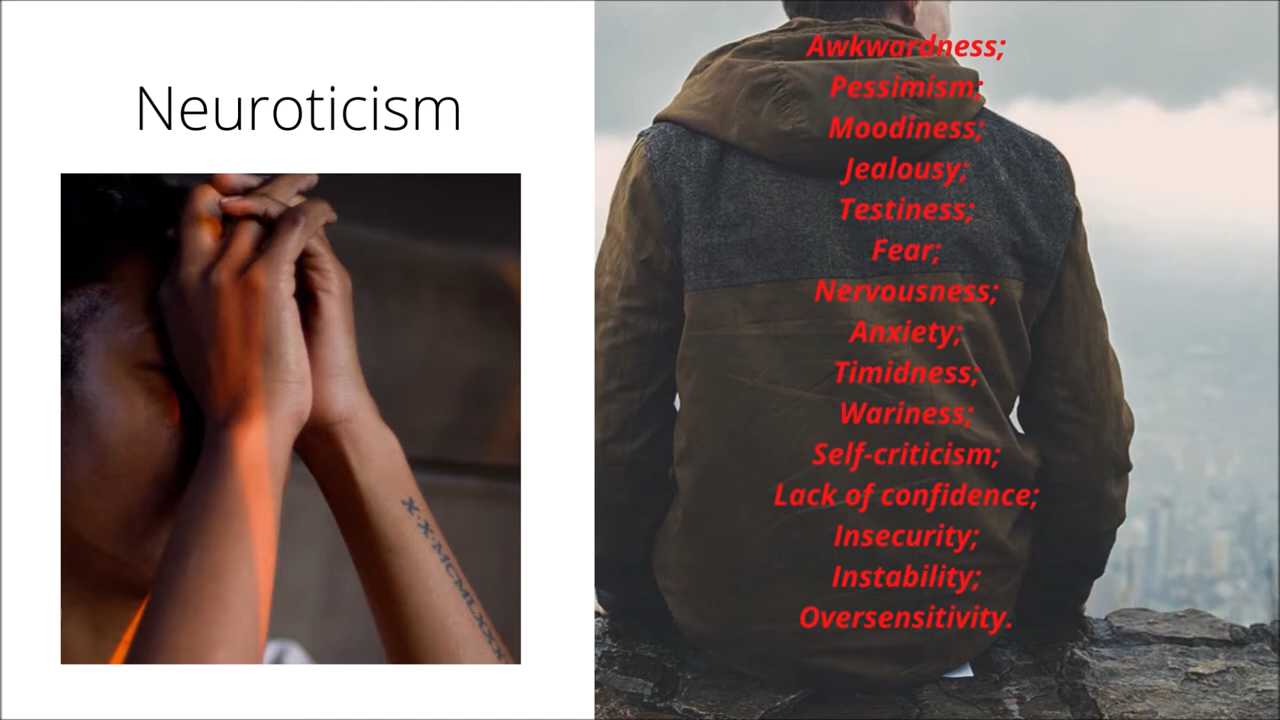 Neuroticism
Awkwardness;
Pessimism;
Moodiness;
Jealousy;
Testiness;
Fear;
Nervousness;
Anxiety;
Timidness;
Wariness;
Self-criticism;
Lack of confidence;
Insecurity;
Instability;
Oversensitivity.